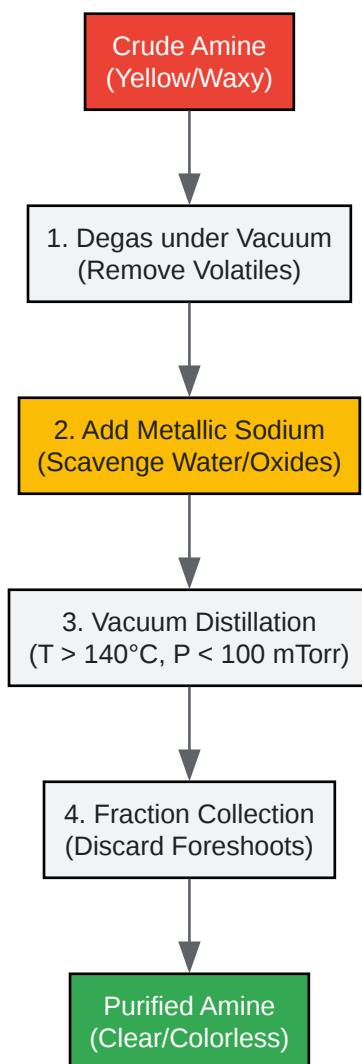 Crude Amine
(Yellow/Waxy)
1. Degas under Vacuum
(Remove Volatiles)
2. Add Metallic Sodium
(Scavenge Water/Oxides)
3. Vacuum Distillation
(T > 140°C, P < 100 mTorr)
4. Fraction Collection
(Discard Foreshoots)
Purified Amine
(Clear/Colorless)